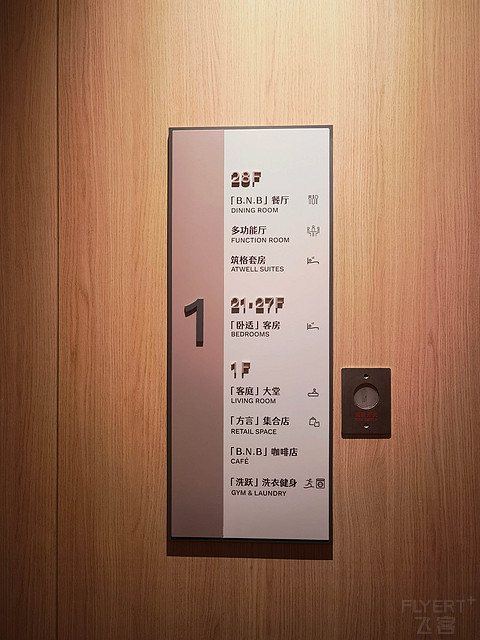 1
28F
「B.N.B」餐厅
DINING ROOM
多功能厅
FUNCTION ROOM
筑格套房
ATWELL SUITES
21-27F
「卧适」客房
BEDROOMS
1F
「客庭」大堂
LIVING ROOM
「方言」集合店
RETAIL SPACE
「B.N.B」咖啡店
CAFÉ
「洗跃」洗衣健身
GYM & LAUNDRY
FLYERT+
飞客